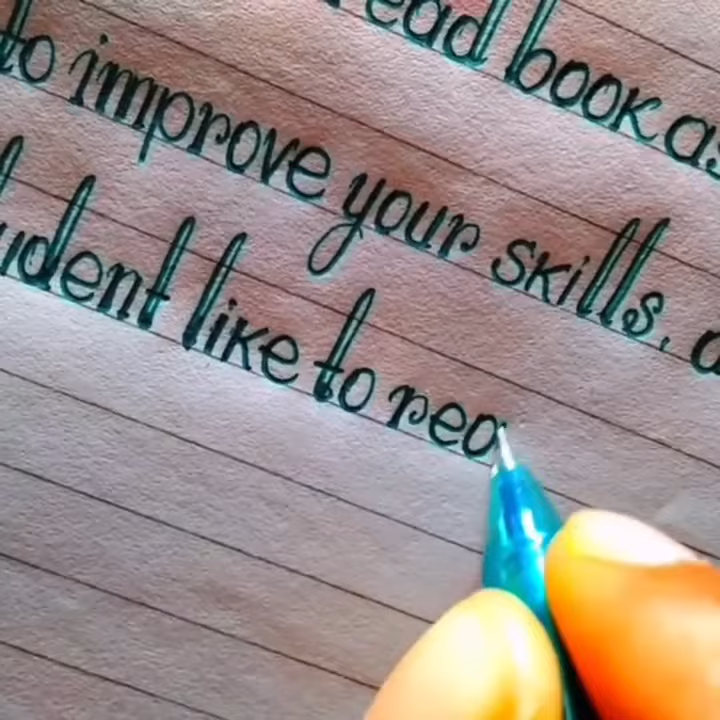 read book as
to improve your skills,
udent like to rea